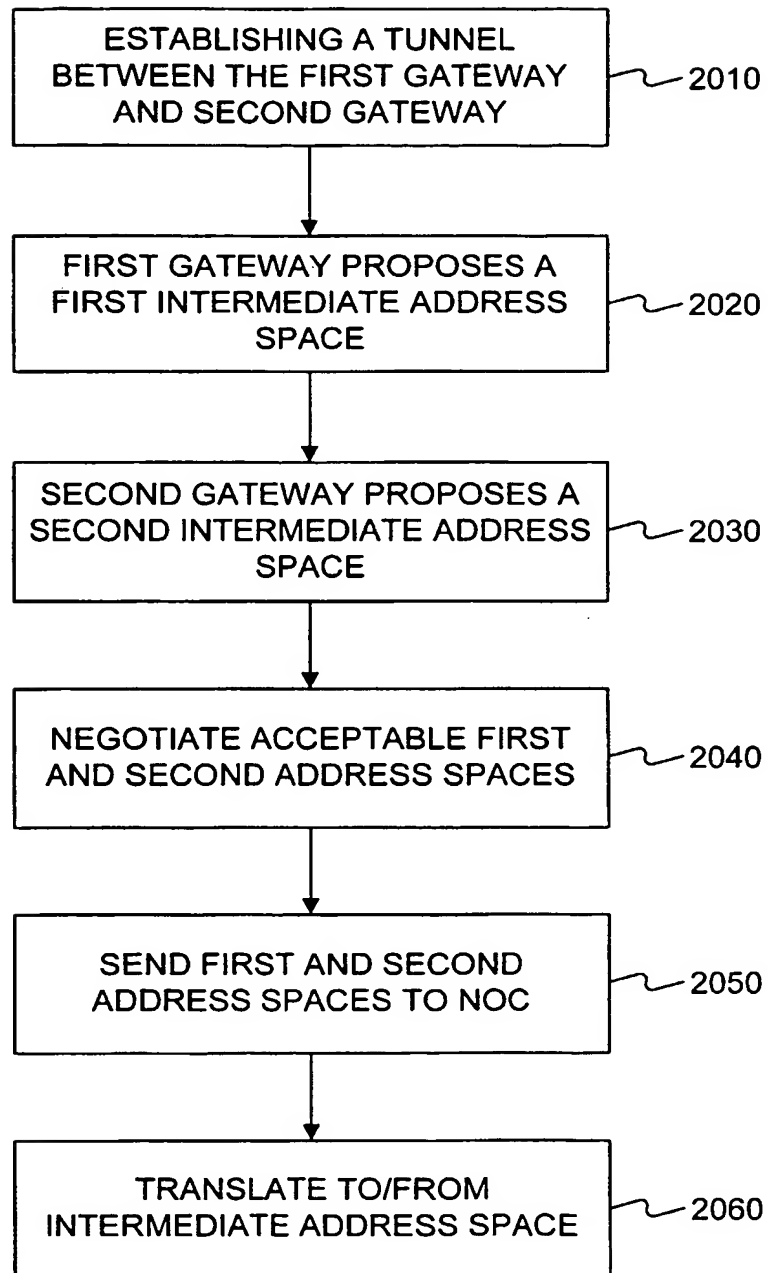 ESTABLISHING A TUNNEL
BETWEEN THE FIRST GATEWAY
AND SECOND GATEWAY
2010
FIRST GATEWAY PROPOSES A
FIRST INTERMEDIATE ADDRESS
SPACE
2020
SECOND GATEWAY PROPOSES A
SECOND INTERMEDIATE ADDRESS
SPACE
2030
NEGOTIATE ACCEPTABLE FIRST
AND SECOND ADDRESS SPACES
2040
SEND FIRST AND SECOND
ADDRESS SPACES TO NOC
2050
TRANSLATE TO/FROM
INTERMEDIATE ADDRESS SPACE
2060